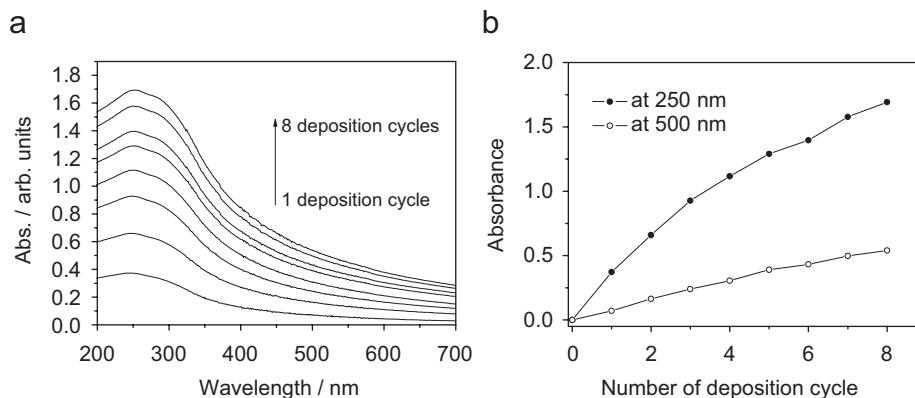 a
1.8
1.6
1.4
1.2
1.0
0.8
0.6
0.4
0.2
0.0
Abs. / arb. units
8 deposition cycles
1 deposition cycle
200 300 400 500 600 700
Wavelength / nm
b
2.0
1.5
1.0
0.5
0.0
Absorbance
at 250 nm
at 500 nm
0 2 4 6 8
Number of deposition cycle